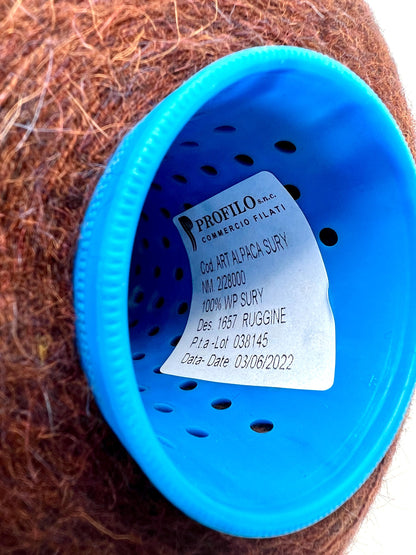 PROFILO s.n.c.
COMMERCIO FILATI
Cod. ART ALPACA SURY
NM. 2/28000
100% WP SURY
Des. 1657 RUGGINE
P.ta -Lot 038145
Data- Date 03/06/2022